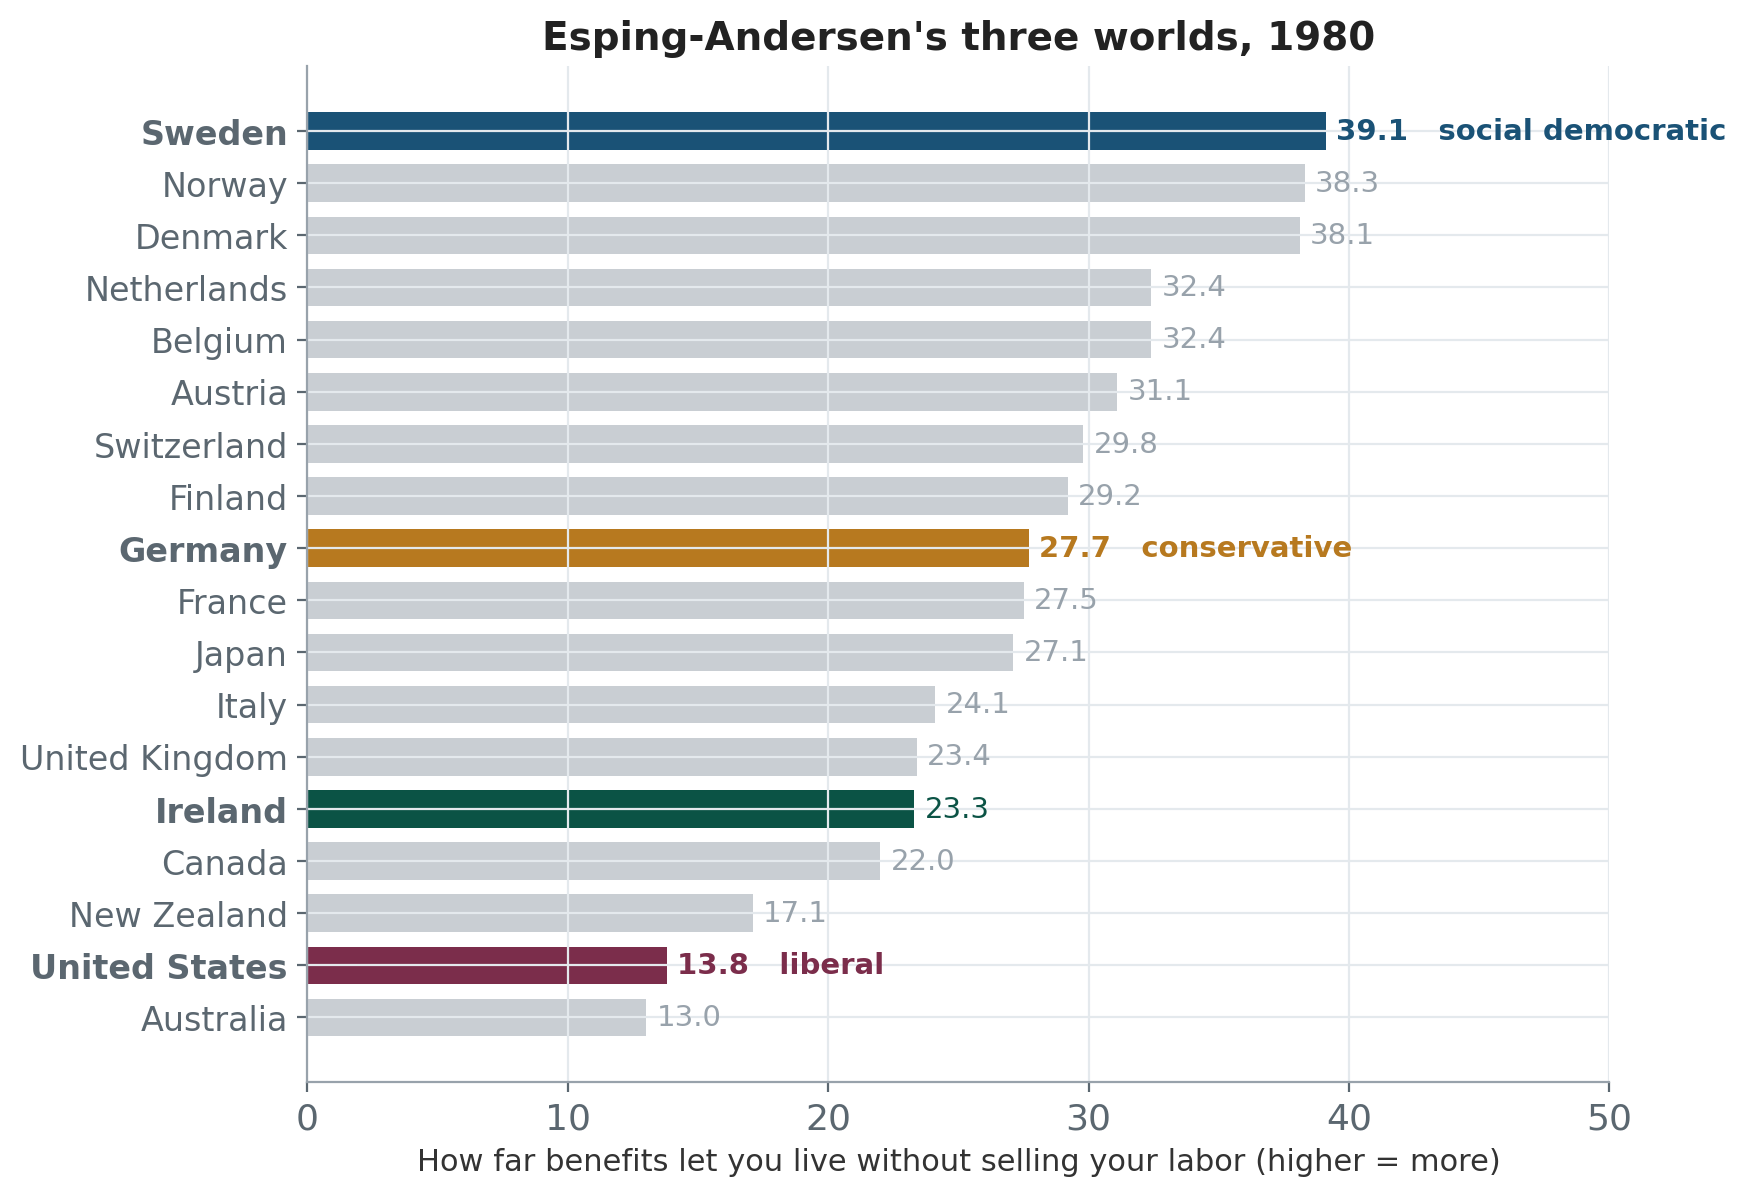 Esping-Andersen's three worlds, 1980
Sweden 39.1 social democratic
Norway 38.3
Denmark 38.1
Netherlands 32.4
Belgium 32.4
Austria 31.1
Switzerland 29.8
Finland 29.2
Germany 27.7 conservative
France 27.5
Japan 27.1
Italy 24.1
United Kingdom 23.4
Ireland 23.3
Canada 22.0
New Zealand 17.1
United States 13.8 liberal
Australia 13.0
0 10 20 30 40 50
How far benefits let you live without selling your labor (higher = more)